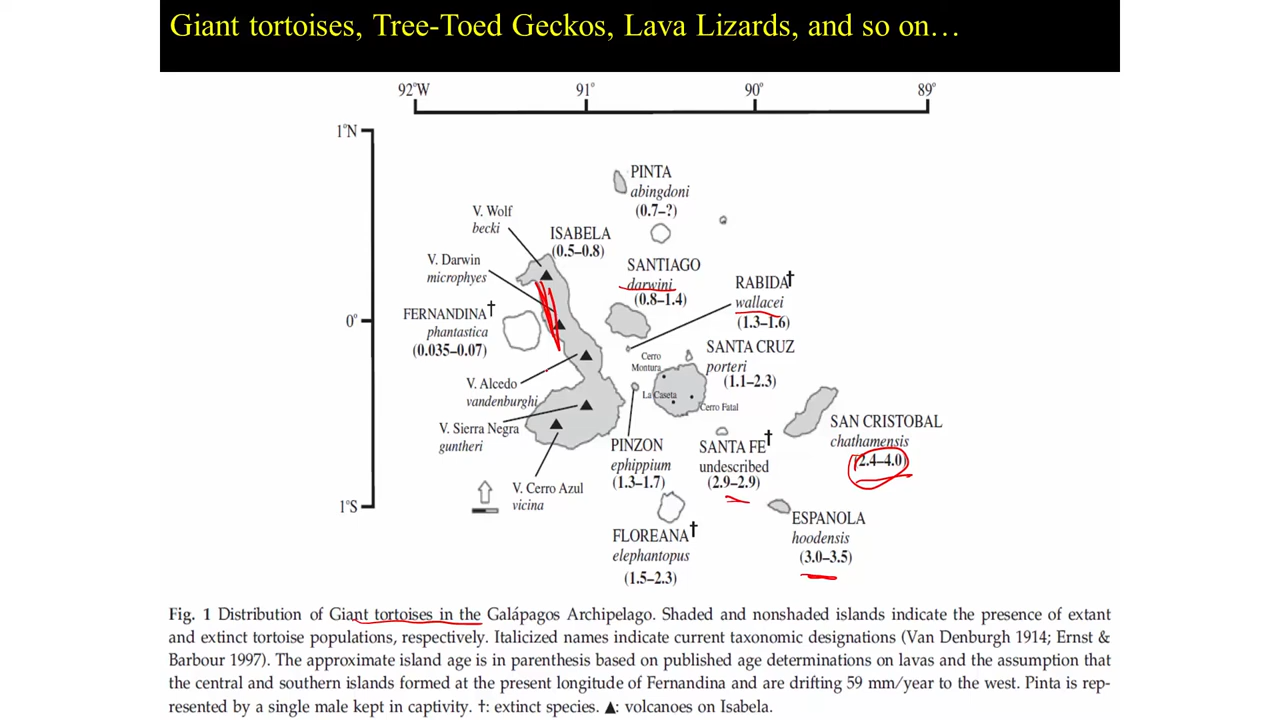 Giant tortoises, Tree-Toed Geckos, Lava Lizards, and so on…
92°W
91°
90°
89°
1°N
0°
1°S
PINTA
abingdoni
(0.7–?)
V. Wolf
becki
ISABELA
(0.5–0.8)
V. Darwin
microphyes
SANTIAGO
darwini
(0.8–1.4)
RABIDA†
wallacei
(1.3–1.6)
FERNANDINA†
phantastica
(0.035–0.07)
SANTA CRUZ
porteri
(1.1–2.3)
Cerro
Montura
La Caseta
Cerro Fatal
V. Alcedo
vandenburghi
V. Sierra Negra
guntheri
V. Cerro Azul
vicina
PINZON
ephippium
(1.3–1.7)
SANTA FE†
undescribed
(2.9–2.9)
SAN CRISTOBAL
chathamensis
(2.4–4.0)
ESPANOLA
hoodensis
(3.0–3.5)
FLOREANA†
elephantopus
(1.5–2.3)
Fig. 1 Distribution of Giant tortoises in the Galápagos Archipelago. Shaded and nonshaded islands indicate the presence of extant
and extinct tortoise populations, respectively. Italicized names indicate current taxonomic designations (Van Denburgh 1914; Ernst &
Barbour 1997). The approximate island age is in parenthesis based on published age determinations on lavas and the assumption that
the central and southern islands formed at the present longitude of Fernandina and are drifting 59 mm/year to the west. Pinta is rep-
resented by a single male kept in captivity. †: extinct species. ▲: volcanoes on Isabela.